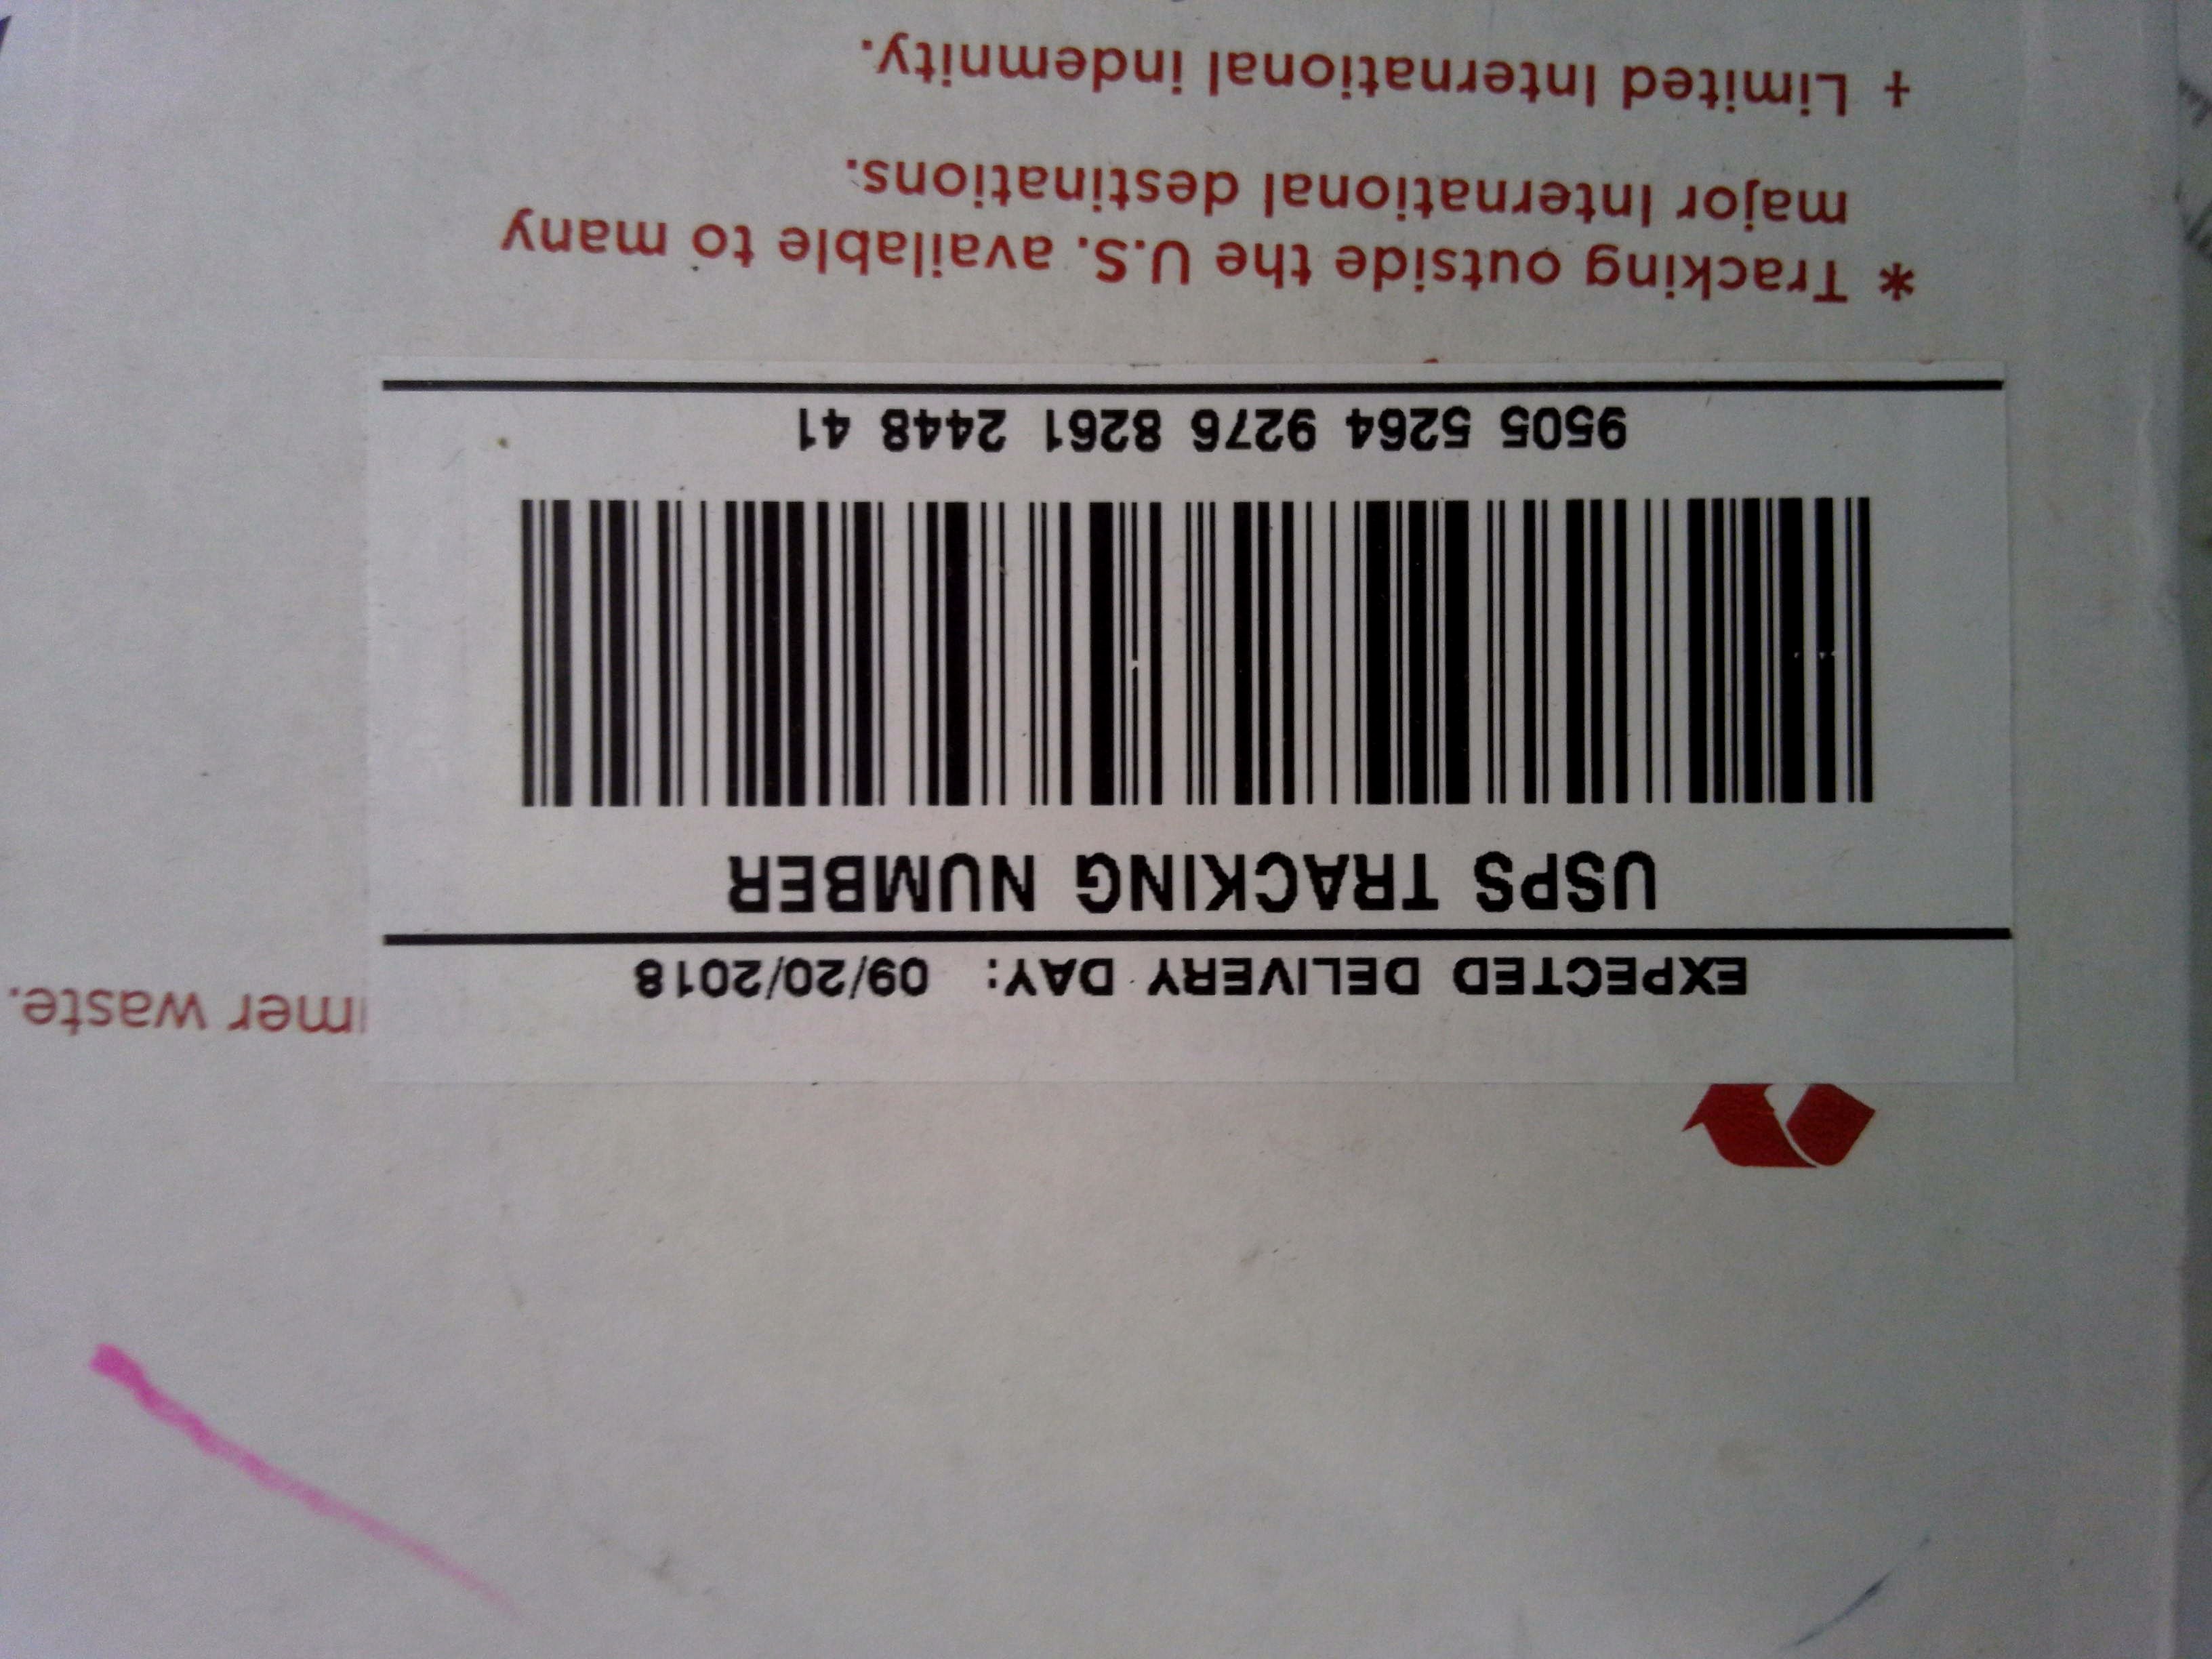 EXPECTED DELIVERY DAY: 09/20/2018
USPS TRACKING NUMBER
9505 5264 9276 8261 2448 41
* Tracking outside the U.S. available to many
major International destinations.
+ Limited International indemnity.
mer waste.